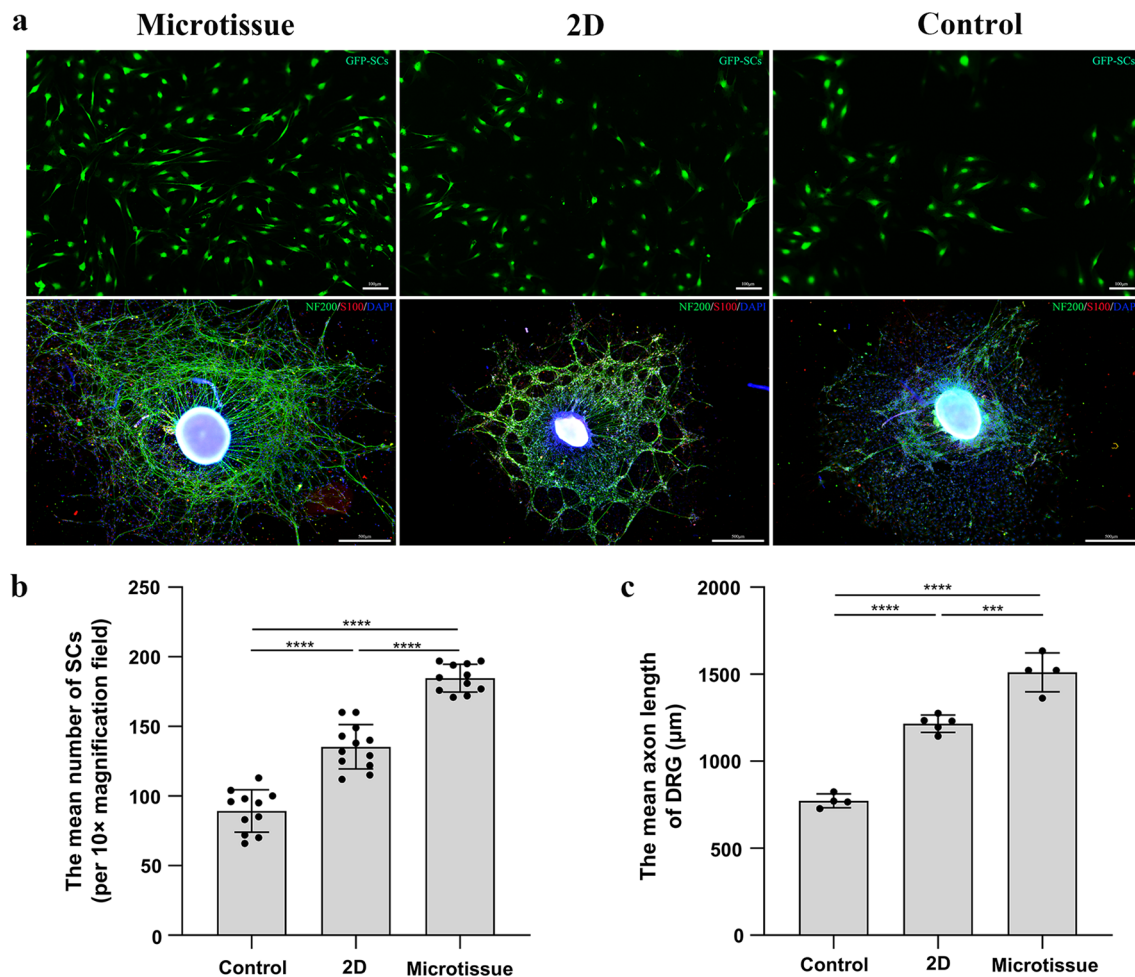 a
Microtissue
2D
Control
GFP-SCs
GFP-SCs
GFP-SCs
100μm
100μm
100μm
NF200/S100/DAPI
NF200/S100/DAPI
NF200/S100/DAPI
500μm
500μm
500μm
b
The mean number of SCs
(per 10× magnification field)
250
200
150
100
50
0
****
****
****
Control
2D
Microtissue
c
The mean axon length
of DRG (μm)
2000
1500
1000
500
0
****
****
***
Control
2D
Microtissue